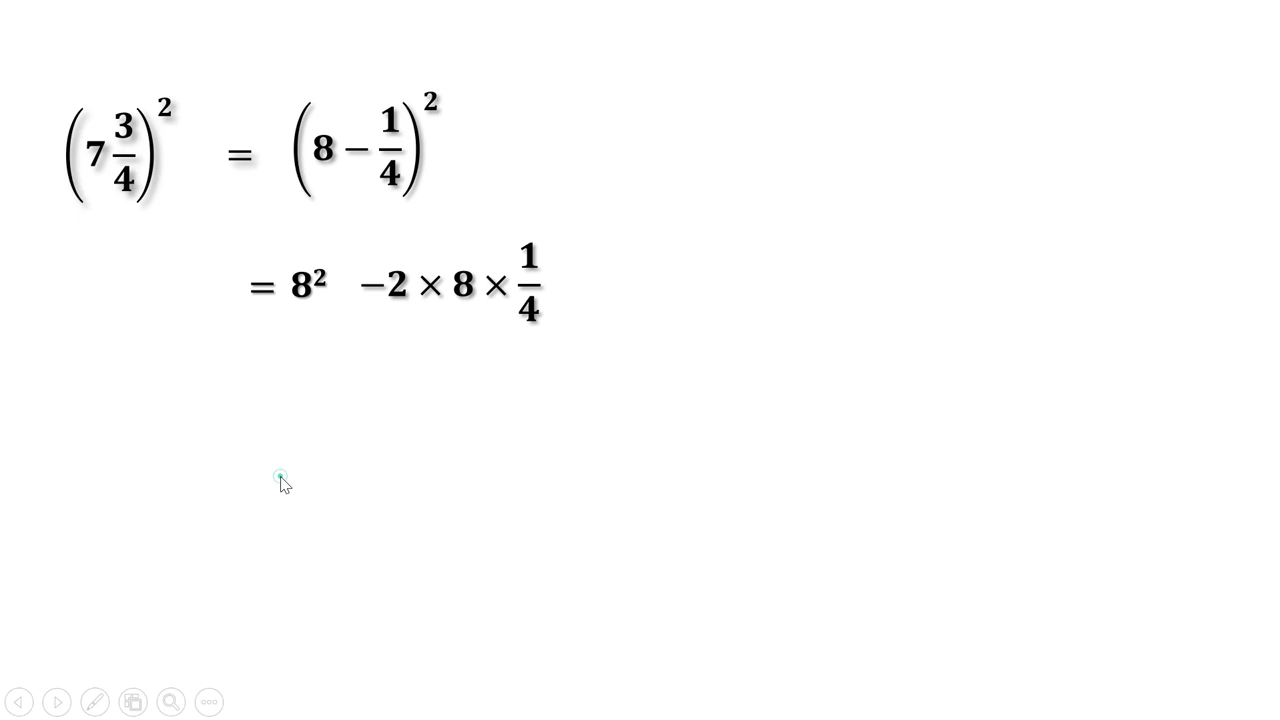 (7 3/4)² = (8 − 1/4)²
= 8² −2 × 8 × 1/4